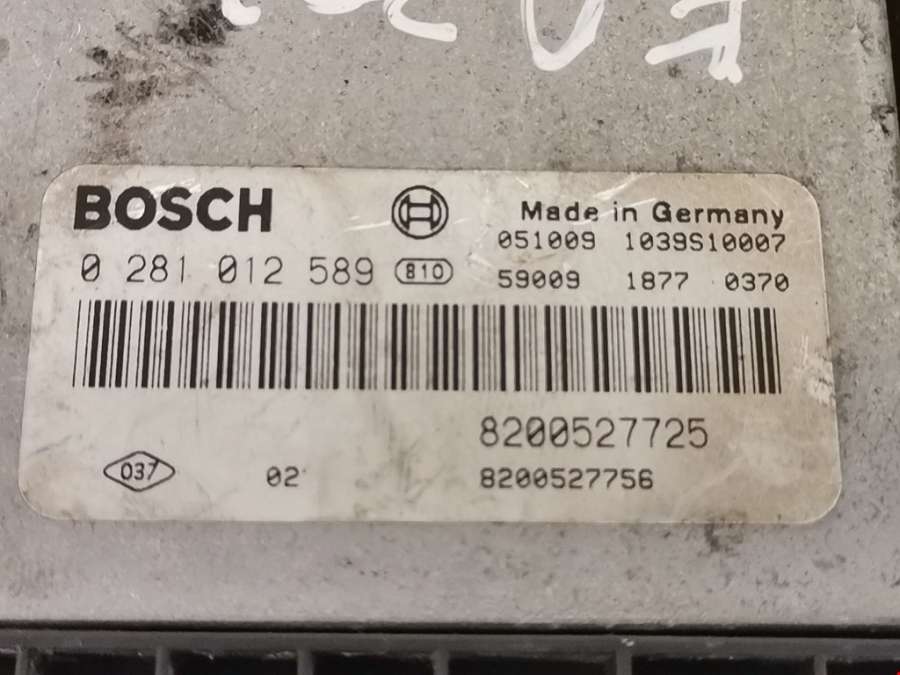 BOSCH
Made in Germany
051009 1039S10007
0 281 012 589 810
59009 1877 0370
8200527725
037 02
8200527756